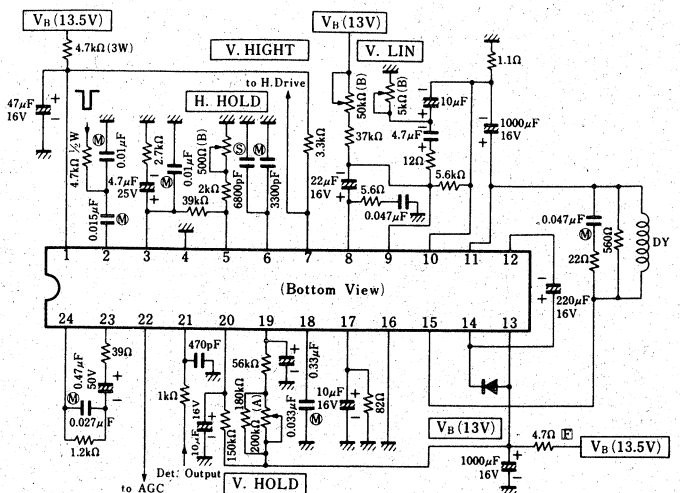 VB (13.5V)
VB (13V)
4.7kΩ (3W)
V. HIGHT
V. LIN
1.1Ω
to H.Drive
50kΩ (B)
5kΩ (B)
10μF
47μF
16V
H. HOLD
4.7μF
1000μF
16V
4.7kΩ ½W
M
0.01μF
2.7kΩ
0.01μF
M
500Ω (B)
S
M
3.3kΩ
37kΩ
12Ω
4.7μF
25V
2kΩ
6800pF
3300pF
22μF
16V
5.6Ω
5.6kΩ
0.047μF
0.015μF
M
39kΩ
0.047μF
M
22Ω
560Ω
DY
1 2 3 4 5 6 7 8 9 10 11 12
(Bottom View)
24 23 22 21 20 19 18 17 16 15 14 13
220μF
16V
39Ω
0.47μF
50V
M
0.027μF
1.2kΩ
470pF
1kΩ
10μF 16V
150kΩ
56kΩ
180kΩ
200kΩ (A)
0.33μF
0.033μF
M
10μF
16V
82Ω
VB (13V)
4.7Ω F
VB (13.5V)
1000μF
16V
Det. Output
to AGC
V. HOLD